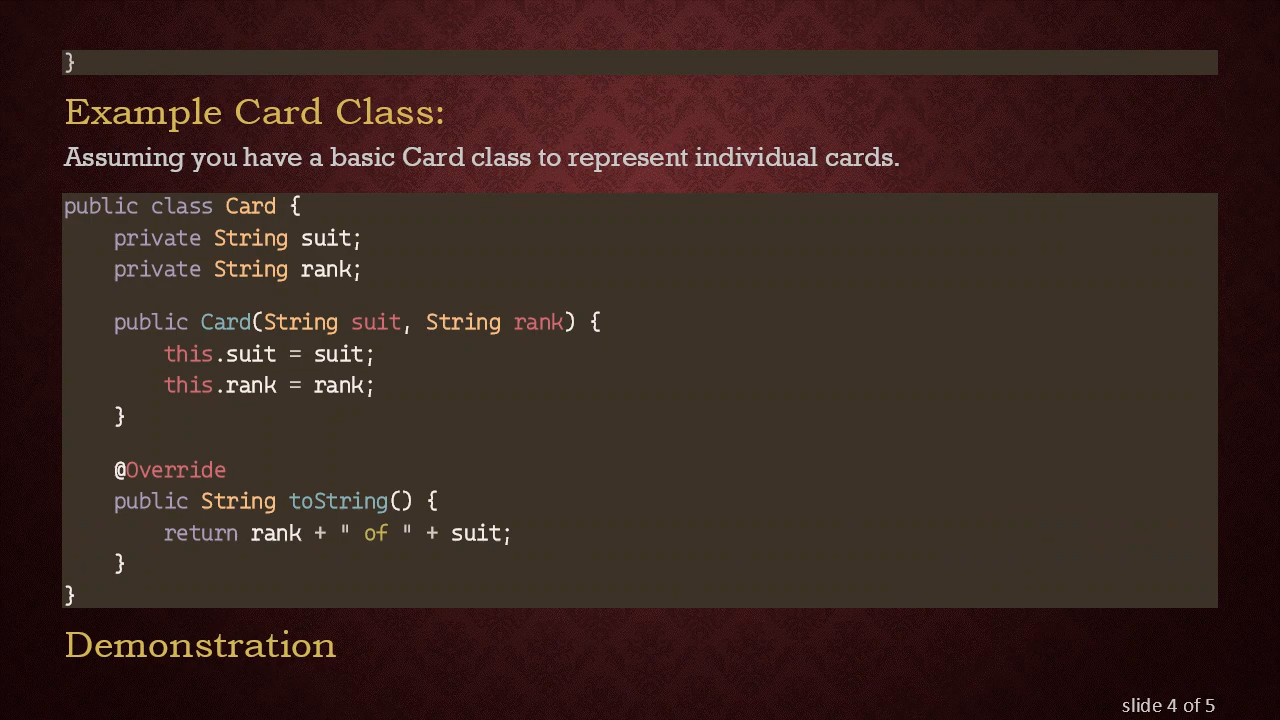 }
Example Card Class:
Assuming you have a basic Card class to represent individual cards.
public class Card {
    private String suit;
    private String rank;
    public Card(String suit, String rank) {
        this.suit = suit;
        this.rank = rank;
    }
    @Override
    public String toString() {
        return rank + " of " + suit;
    }
}
Demonstration
slide 4 of 5